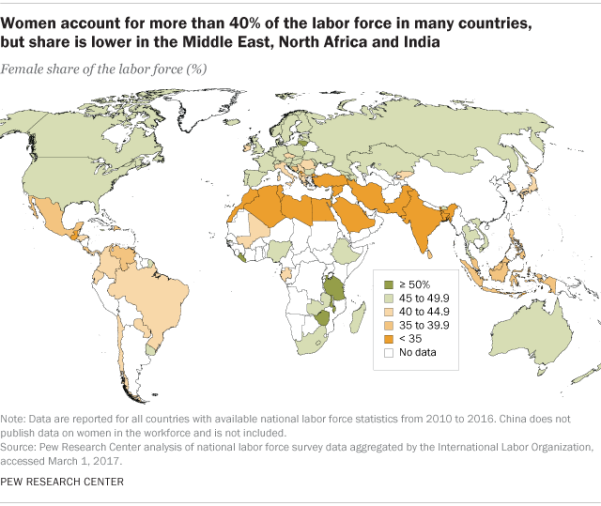 Women account for more than 40% of the labor force in many countries,
but share is lower in the Middle East, North Africa and India
Female share of the labor force (%)
≥ 50%
45 to 49.9
40 to 44.9
35 to 39.9
< 35
No data
Note: Data are reported for all countries with available national labor force statistics from 2010 to 2016. China does not
publish data on women in the workforce and is not included.
Source: Pew Research Center analysis of national labor force survey data aggregated by the International Labor Organization,
accessed March 1, 2017.
PEW RESEARCH CENTER